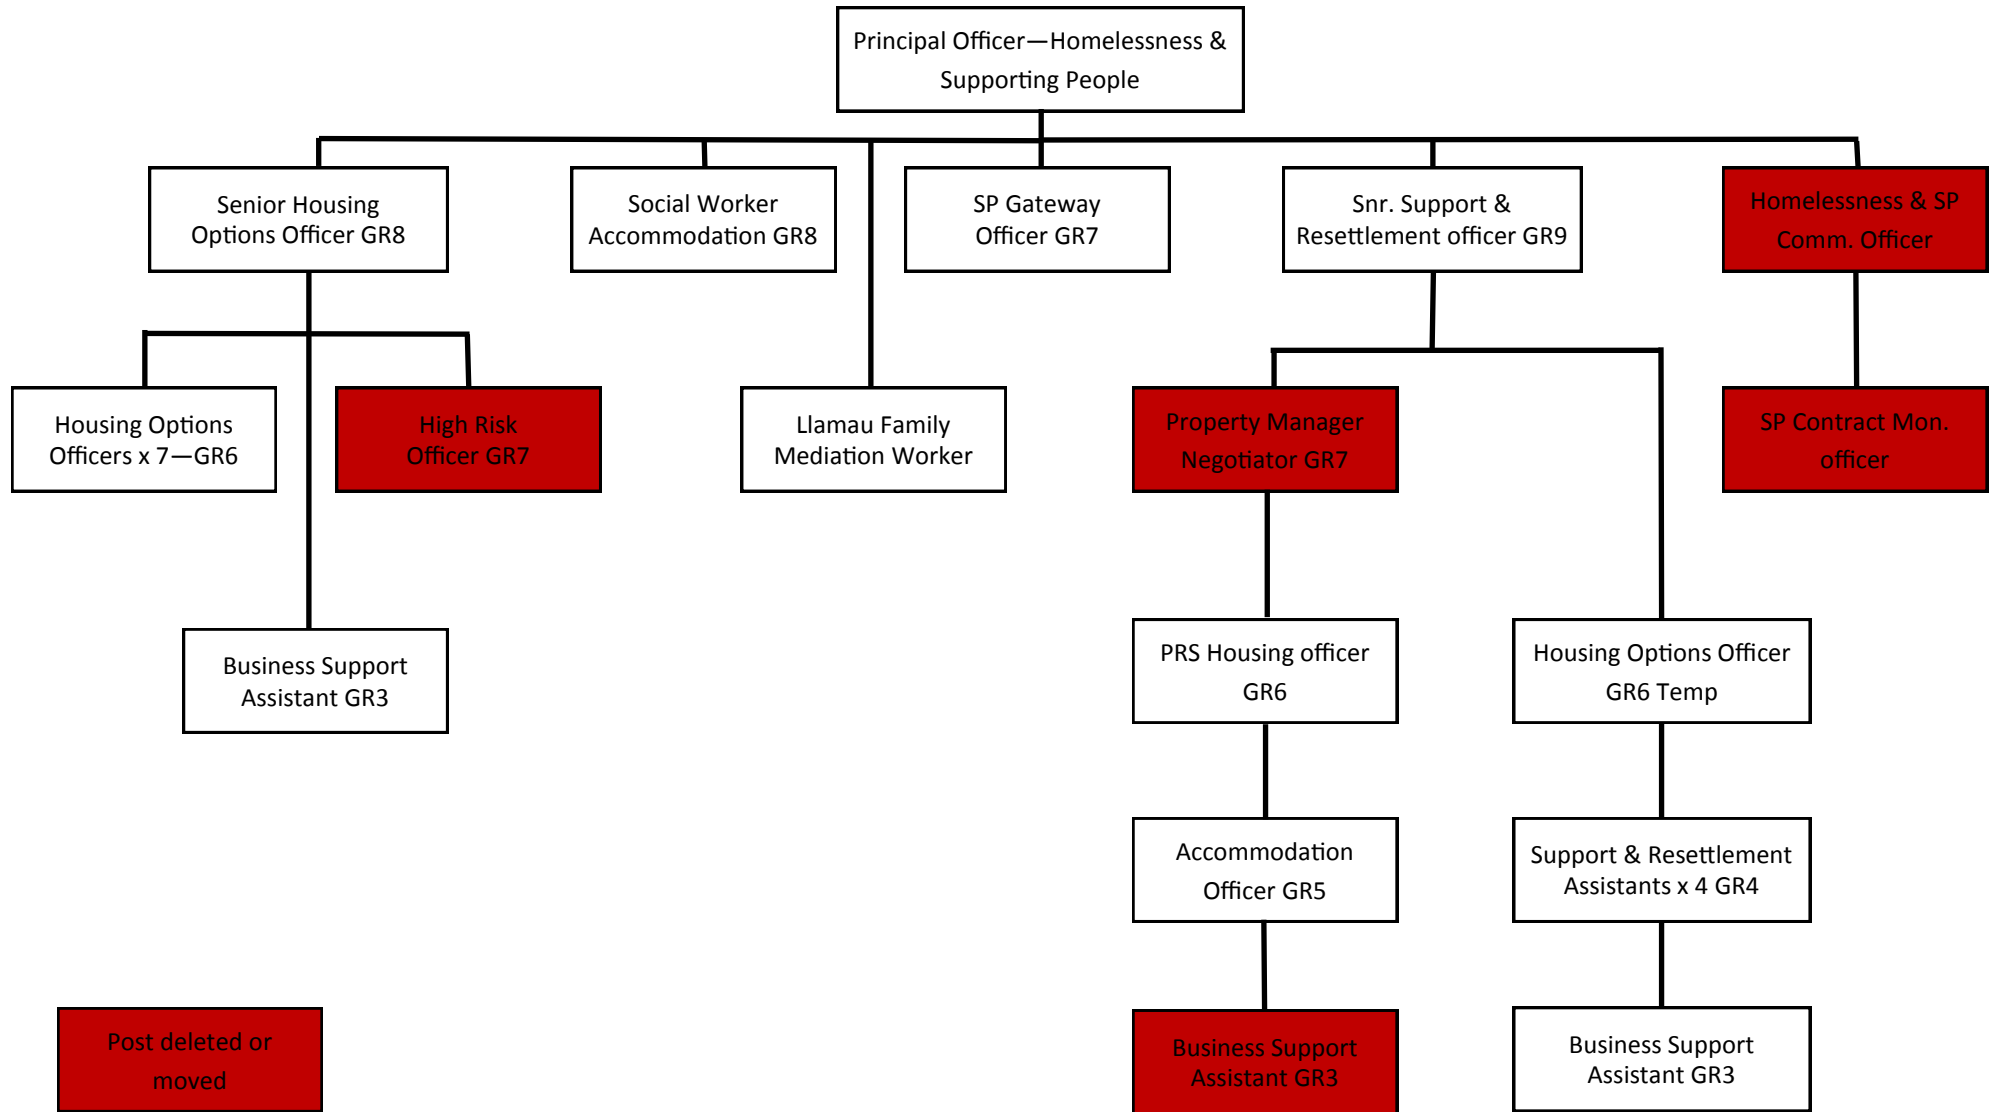 Principal Officer—Homelessness &
Supporting People
Senior Housing
Options Officer GR8
Social Worker
Accommodation GR8
SP Gateway
Officer GR7
Snr. Support &
Resettlement officer GR9
Homelessness & SP
Comm. Officer
Housing Options
Officers x 7—GR6
High Risk
Officer GR7
Llamau Family
Mediation Worker
Property Manager
Negotiator GR7
SP Contract Mon.
officer
Business Support
Assistant GR3
PRS Housing officer
GR6
Housing Options Officer
GR6 Temp
Accommodation
Officer GR5
Support & Resettlement
Assistants x 4 GR4
Post deleted or
moved
Business Support
Assistant GR3
Business Support
Assistant GR3